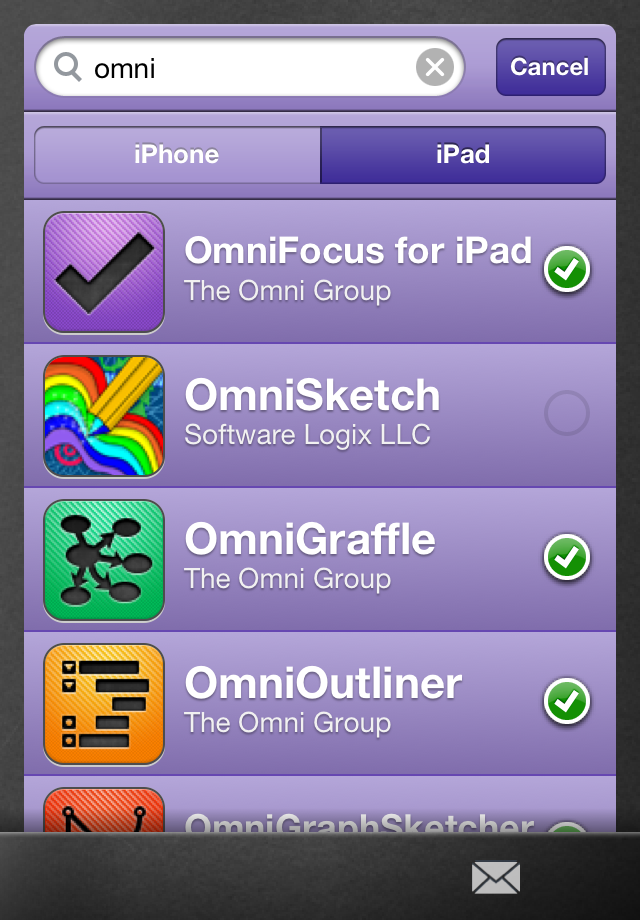 omni
Cancel
iPhone
iPad
OmniFocus for iPad
The Omni Group
OmniSketch
Software Logix LLC
OmniGraffle
The Omni Group
OmniOutliner
The Omni Group
OmniGraphSketcher